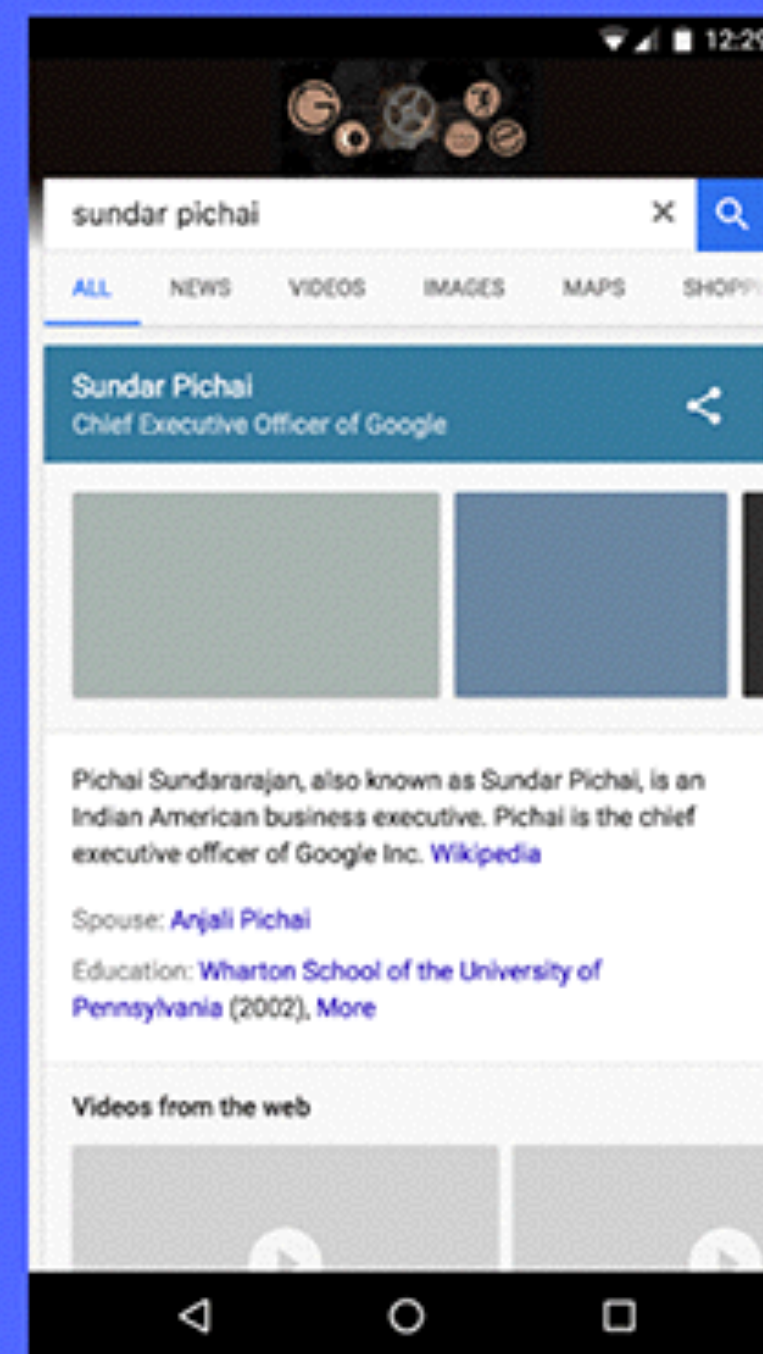 12:29
sundar pichai
ALL NEWS VIDEOS IMAGES MAPS SHOPPI
Sundar Pichai
Chief Executive Officer of Google
Pichai Sundararajan, also known as Sundar Pichai, is an
Indian American business executive. Pichai is the chief
executive officer of Google Inc. Wikipedia
Spouse: Anjali Pichai
Education: Wharton School of the University of
Pennsylvania (2002), More
Videos from the web